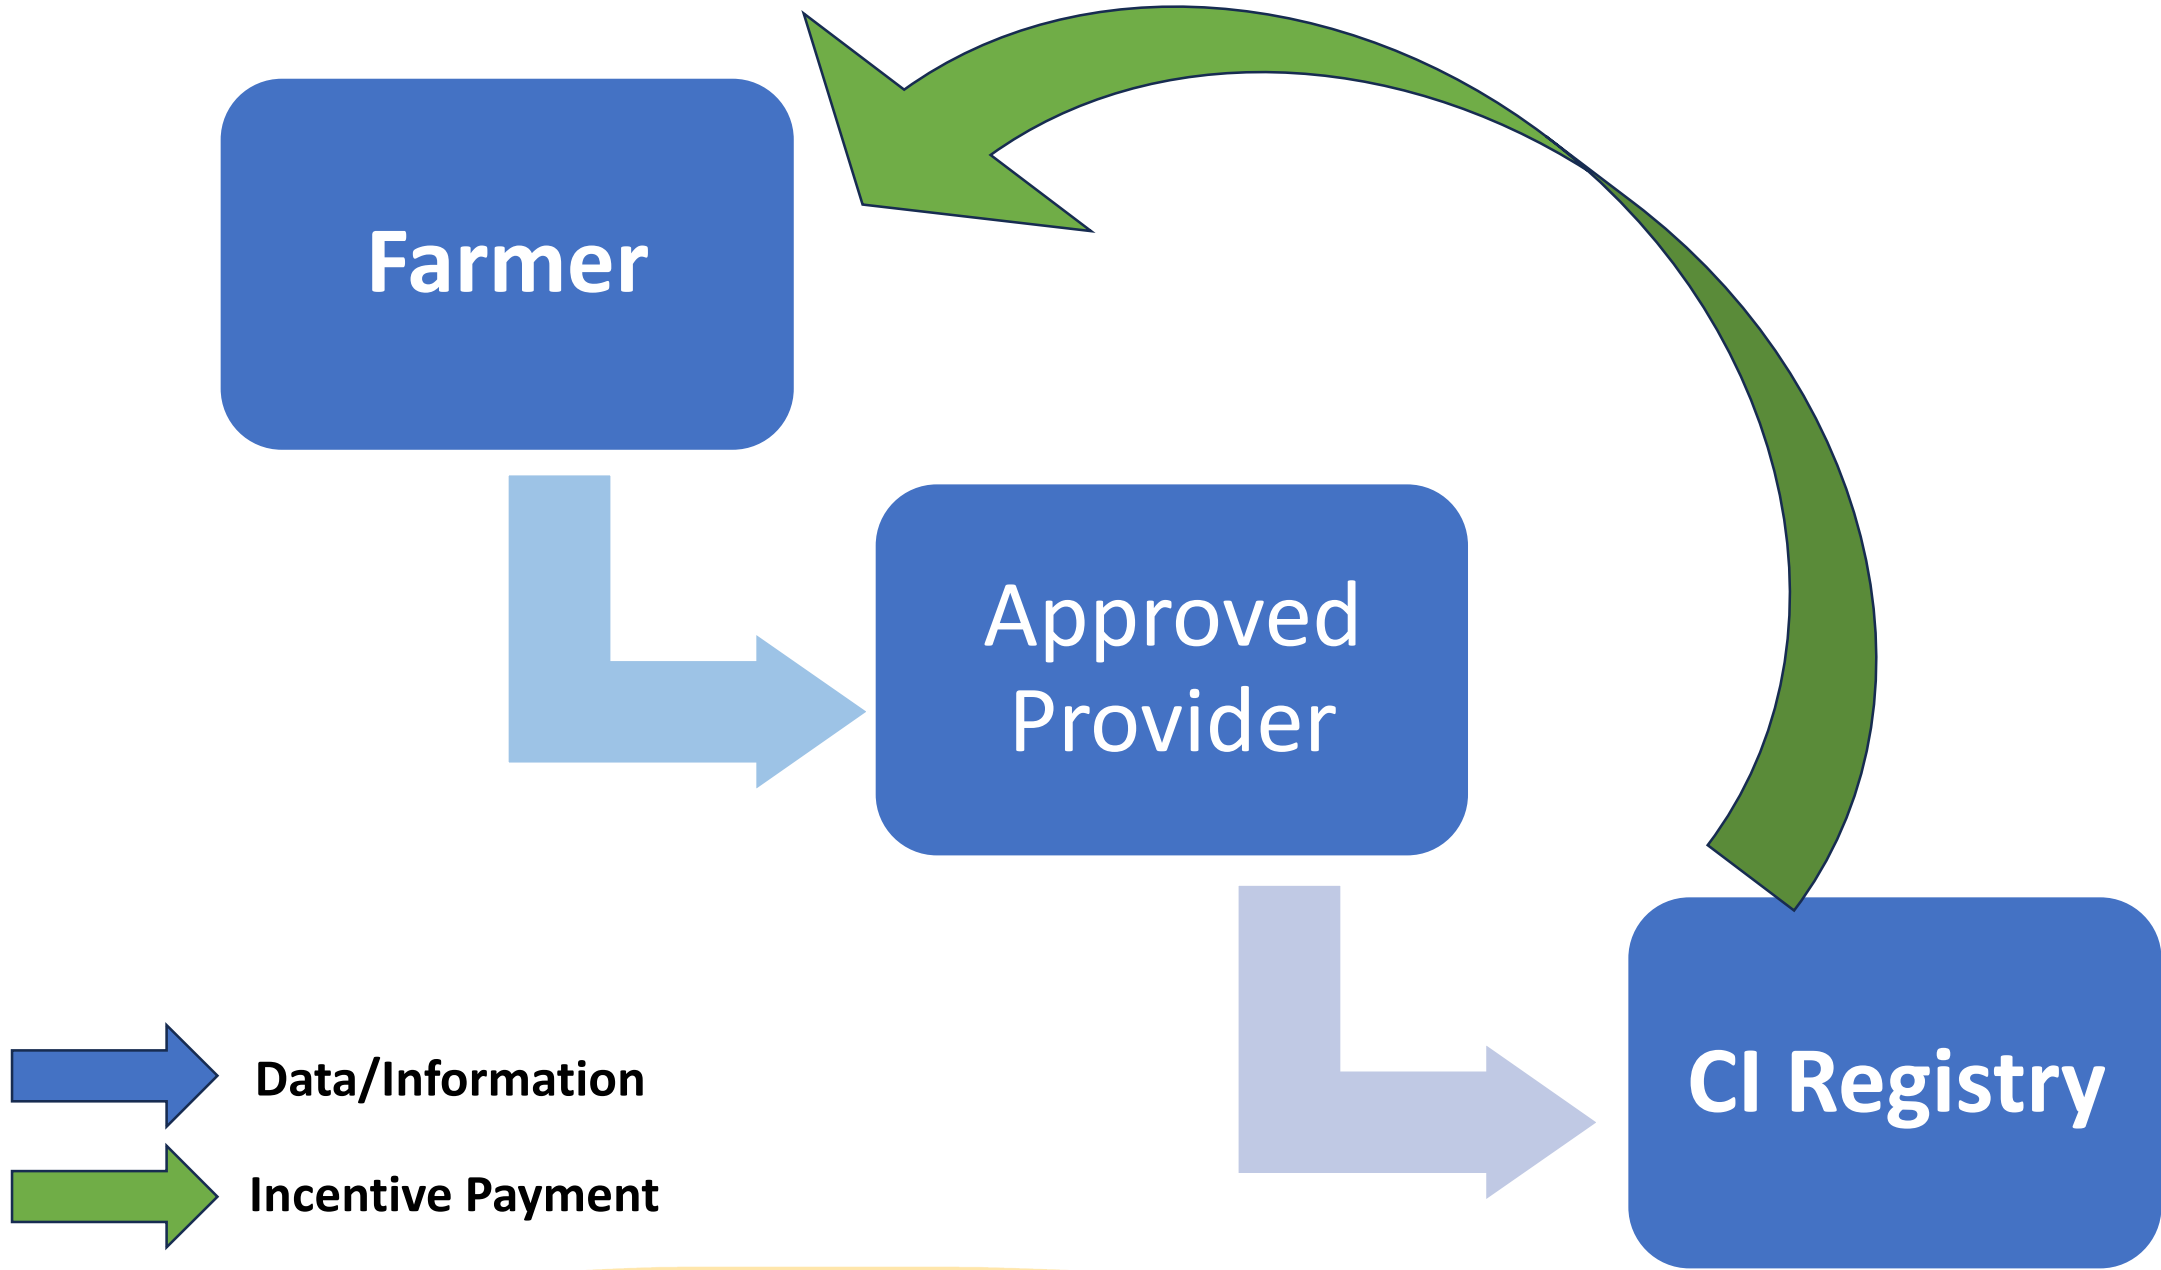 Farmer
Approved
Provider
CI Registry
Data/Information
Incentive Payment